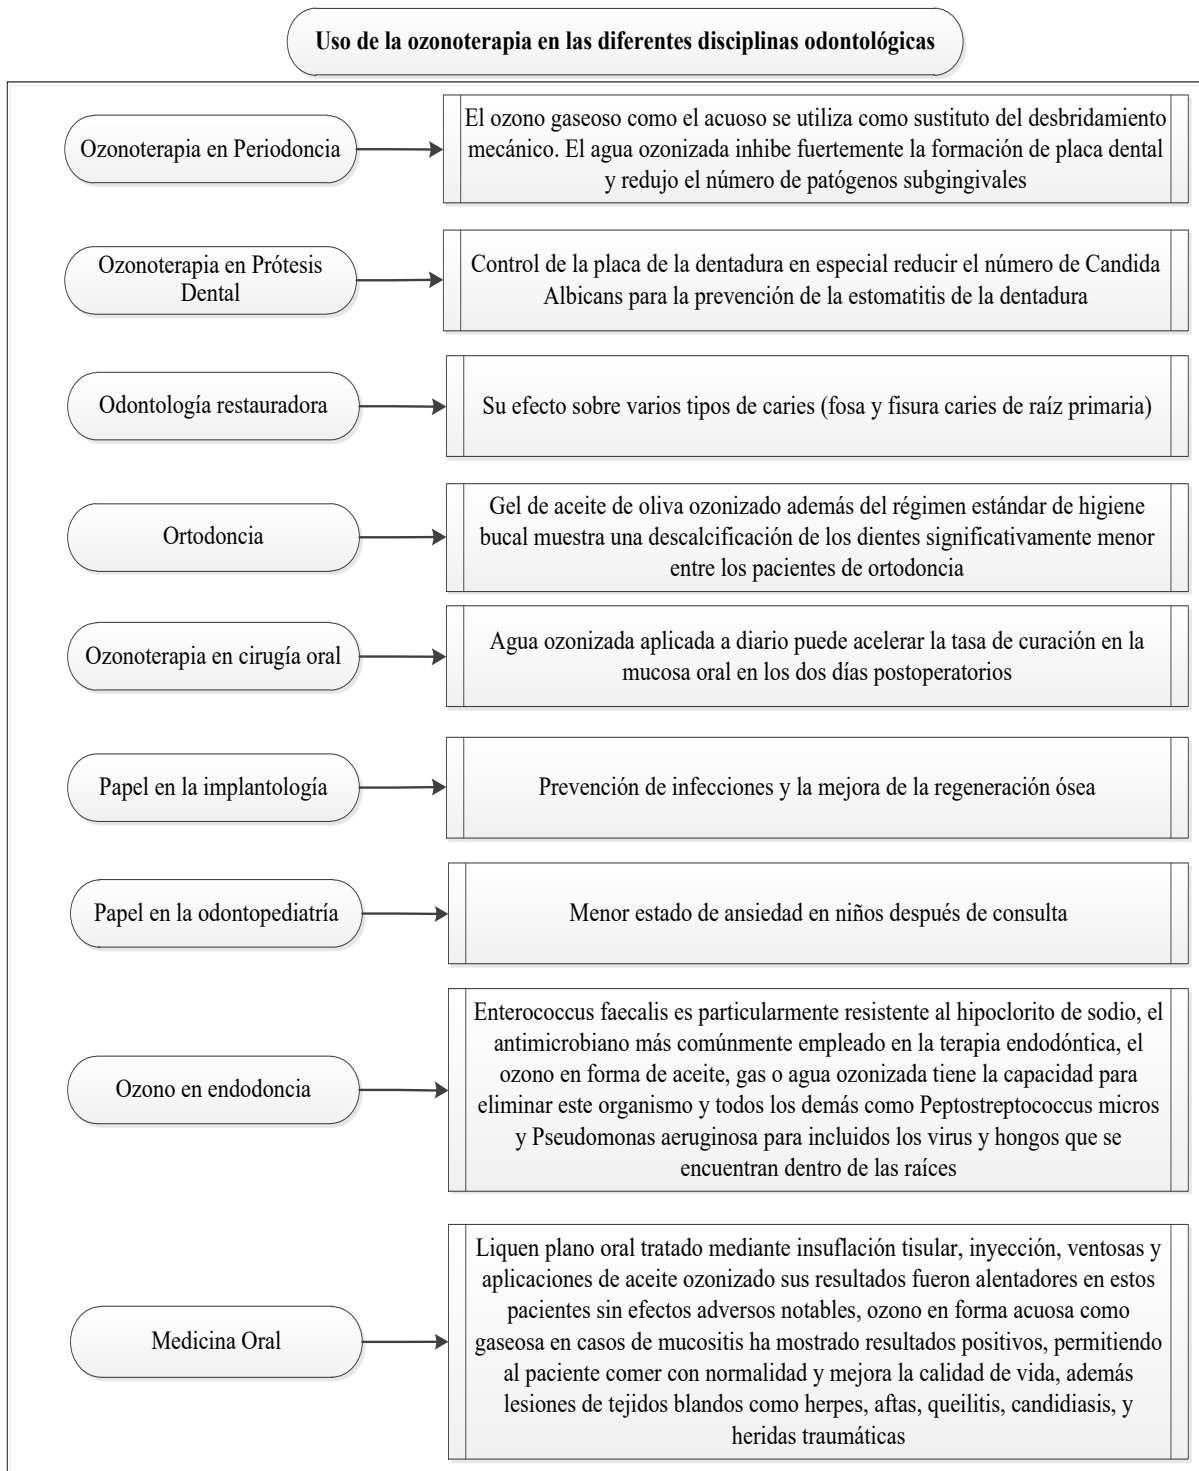 Uso de la ozonoterapia en las diferentes disciplinas odontológicas
Ozonoterapia en Periodoncia
El ozono gaseoso como el acuoso se utiliza como sustituto del desbridamiento
mecánico. El agua ozonizada inhibe fuertemente la formación de placa dental
y redujo el número de patógenos subgingivales
Ozonoterapia en Prótesis
Dental
Control de la placa de la dentadura en especial reducir el número de Candida
Albicans para la prevención de la estomatitis de la dentadura
Odontología restauradora
Su efecto sobre varios tipos de caries (fosa y fisura caries de raíz primaria)
Ortodoncia
Gel de aceite de oliva ozonizado además del régimen estándar de higiene
bucal muestra una descalcificación de los dientes significativamente menor
entre los pacientes de ortodoncia
Ozonoterapia en cirugía oral
Agua ozonizada aplicada a diario puede acelerar la tasa de curación en la
mucosa oral en los dos días postoperatorios
Papel en la implantología
Prevención de infecciones y la mejora de la regeneración ósea
Papel en la odontopediatría
Menor estado de ansiedad en niños después de consulta
Ozono en endodoncia
Enterococcus faecalis es particularmente resistente al hipoclorito de sodio, el
antimicrobiano más comúnmente empleado en la terapia endodóntica, el
ozono en forma de aceite, gas o agua ozonizada tiene la capacidad para
eliminar este organismo y todos los demás como Peptostreptococcus micros
y Pseudomonas aeruginosa para incluidos los virus y hongos que se
encuentran dentro de las raíces
Medicina Oral
Liquen plano oral tratado mediante insuflación tisular, inyección, ventosas y
aplicaciones de aceite ozonizado sus resultados fueron alentadores en estos
pacientes sin efectos adversos notables, ozono en forma acuosa como
gaseosa en casos de mucositis ha mostrado resultados positivos, permitiendo
al paciente comer con normalidad y mejora la calidad de vida, además
lesiones de tejidos blandos como herpes, aftas, queilitis, candidiasis, y
heridas traumáticas